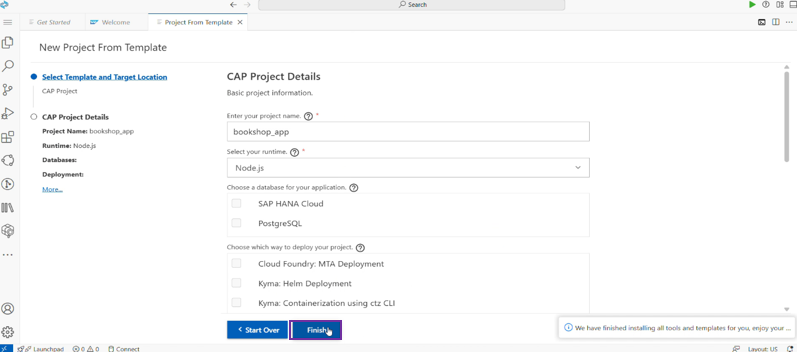 Search
Get Started
Welcome
Project From Template
New Project From Template
Select Template and Target Location
CAP Project
CAP Project Details
Project Name: bookshop_app
Runtime: Node.js
Databases:
Deployment:
More...
CAP Project Details
Basic project information.
Enter your project name. *
bookshop_app
Select your runtime. *
Node.js
Choose a database for your application.
SAP HANA Cloud
PostgreSQL
Choose which way to deploy your project.
Cloud Foundry: MTA Deployment
Kyma: Helm Deployment
Kyma: Containerization using ctz CLI
Start Over
Finish
We have finished installing all tools and templates for you, enjoy your ...
Launchpad 0 0 Connect Layout: US